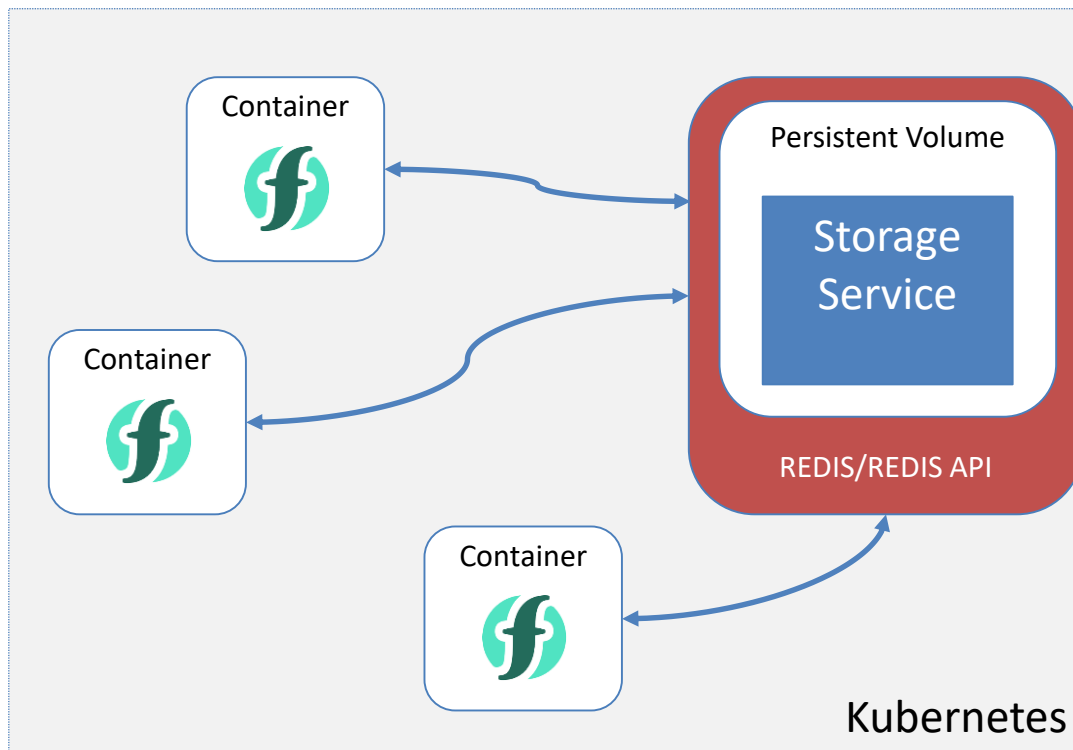 Container
Persistent Volume
Storage
Service
Container
REDIS/REDIS API
Container
Kubernetes